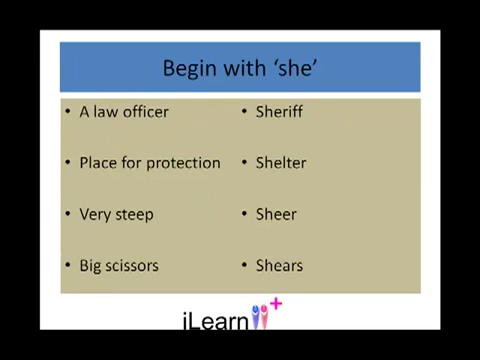 Begin with ‘she’
• A law officer
• Sheriff
• Place for protection
• Shelter
• Very steep
• Sheer
• Big scissors
• Shears
iLearn